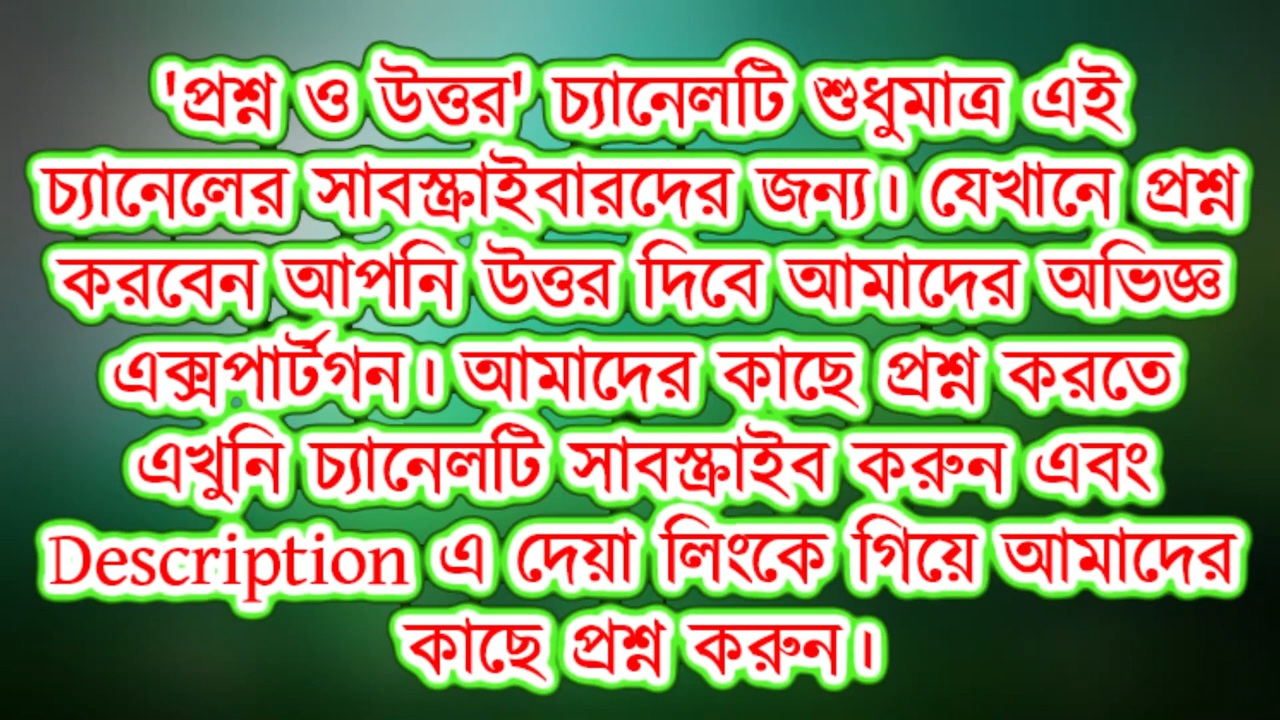 'প্রশ্ন ও উত্তর' চ্যানেলটি শুধুমাত্র এই
চ্যানেলের সাবস্ক্রাইবারদের জন্য। যেখানে প্রশ্ন
করবেন আপনি উত্তর দিবে আমাদের অভিজ্ঞ
এক্সপার্টগন। আমাদের কাছে প্রশ্ন করতে
এখুনি চ্যানেলটি সাবস্ক্রাইব করুন এবং
Description এ দেয়া লিংকে গিয়ে আমাদের
কাছে প্রশ্ন করুন।